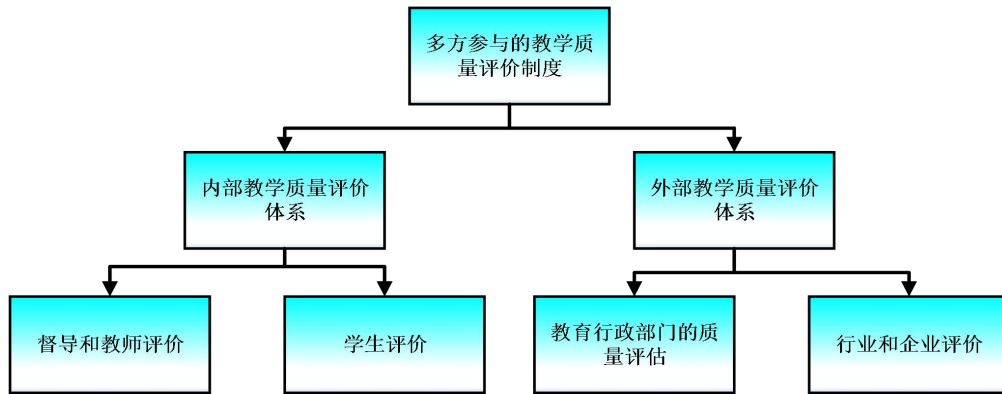 多方参与的教学质
量评价制度
内部教学质量评价
体系
外部教学质量评价
体系
督导和教师评价
学生评价
教育行政部门的质
量评估
行业和企业评价